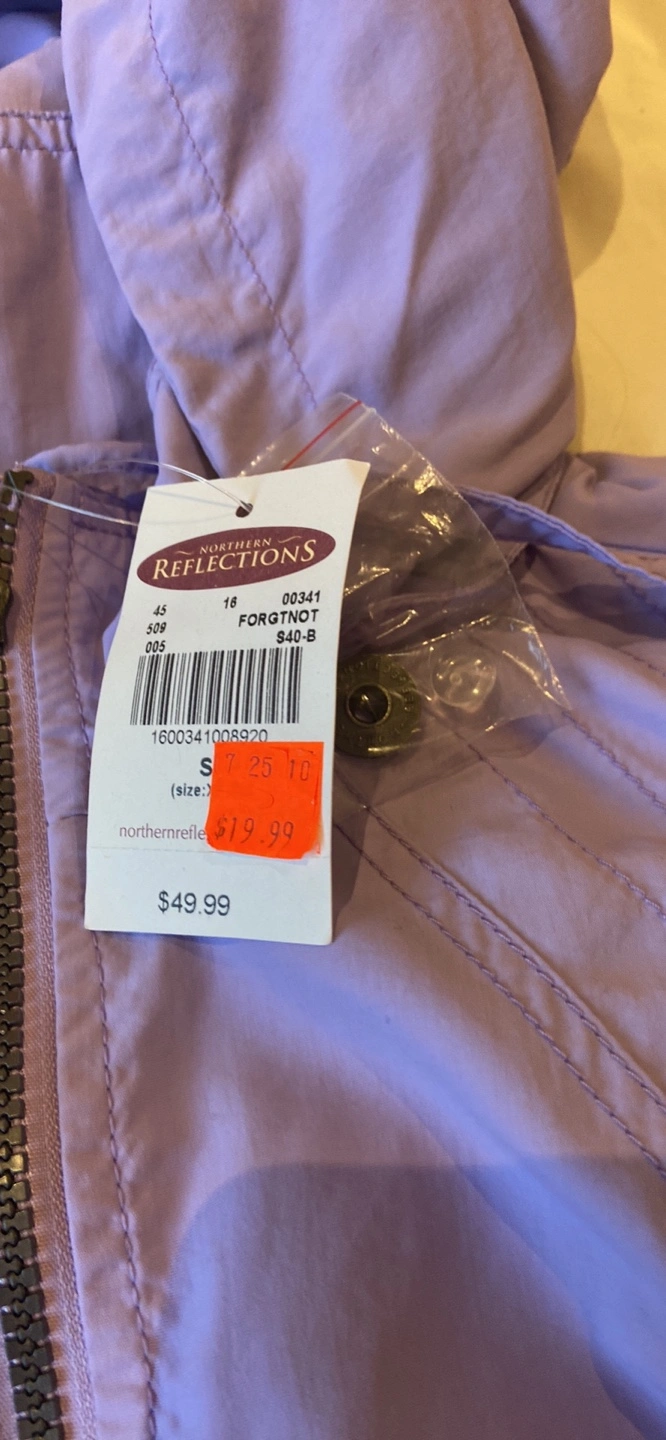 NORTHERN
REFLECTIONS
45 16 00341
509 FORGTNOT
005 S40-B
1600341008920
S
7 25 10
(size:
$19.99
northernrefle
$49.99